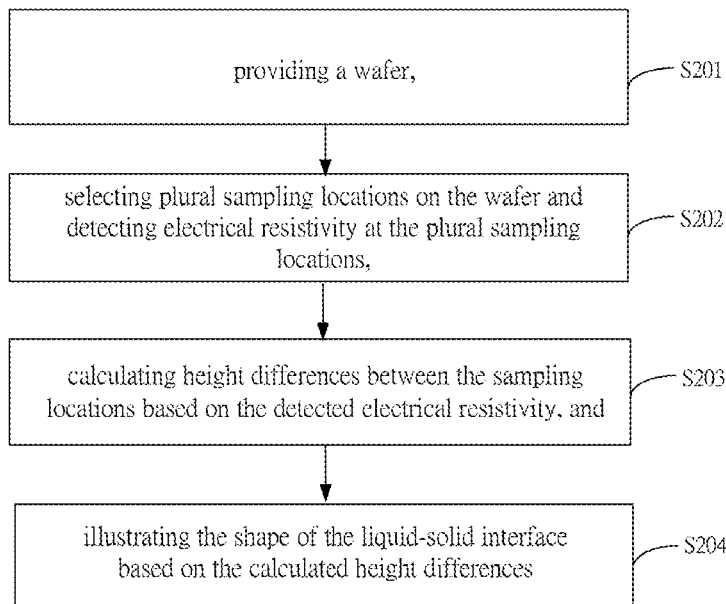 providing a wafer,
S201
selecting plural sampling locations on the wafer and
detecting electrical resistivity at the plural sampling
locations,
S202
calculating height differences between the sampling
locations based on the detected electrical resistivity, and
S203
illustrating the shape of the liquid-solid interface
based on the calculated height differences
S204